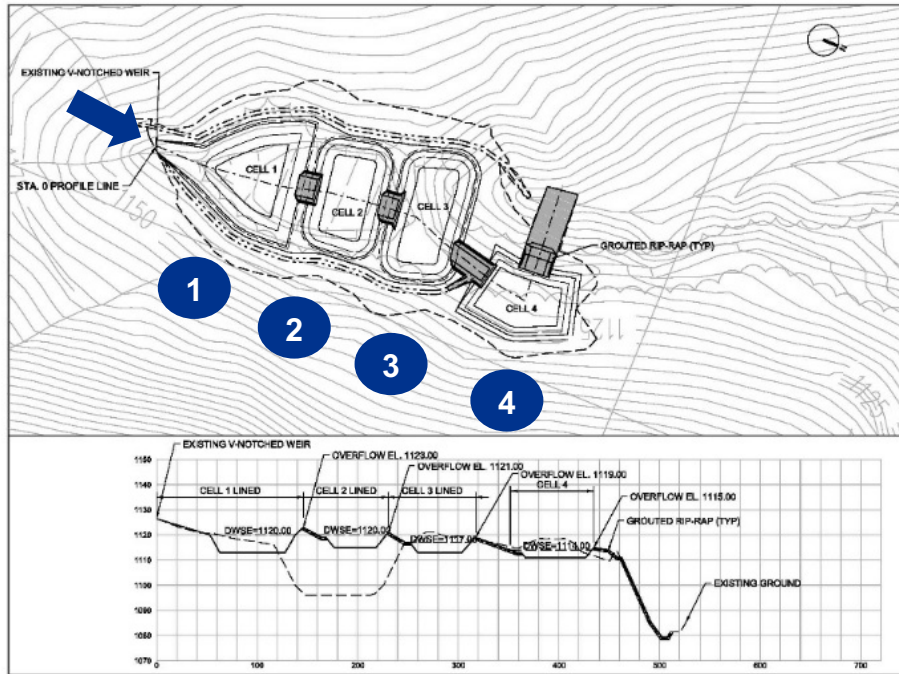 EXISTING V-NOTCHED WEIR
STA. 0 PROFILE LINE
1150
CELL 1
CELL 2
CELL 3
GROUTED RIP-RAP (TYP)
CELL 4
1125
1125
1
2
3
4
EXISTING V-NOTCHED WEIR
OVERFLOW EL. 1123.00
OVERFLOW EL. 1121.00
OVERFLOW EL. 1119.00
CELL 1 LINED
CELL 2 LINED
CELL 3 LINED
CELL 4
OVERFLOW EL. 1115.00
GROUTED RIP-RAP (TYP)
DWSE=1120.00
DWSE=1120.00
DWSE=1117.00
EXISTING GROUND
1150
1140
1130
1120
1110
1100
1090
1080
1070
0
100
200
300
400
500
600
700